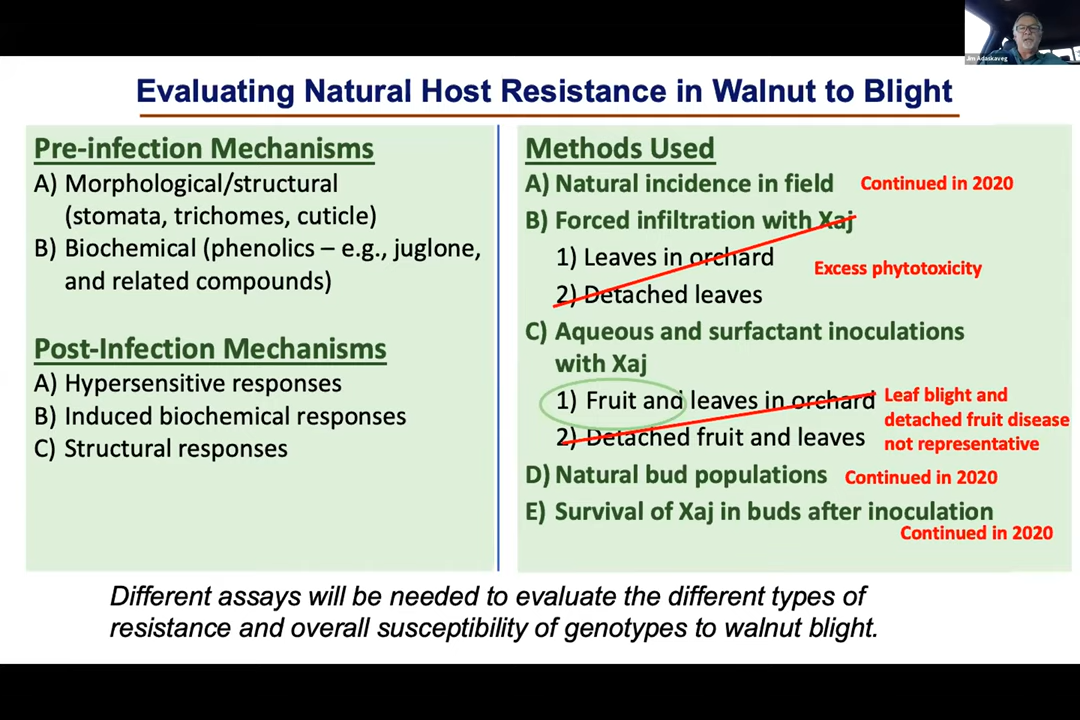 Jim Adaskaveg
Evaluating Natural Host Resistance in Walnut to Blight
Pre-infection Mechanisms
A) Morphological/structural
(stomata, trichomes, cuticle)
B) Biochemical (phenolics – e.g., juglone,
and related compounds)
Post-Infection Mechanisms
A) Hypersensitive responses
B) Induced biochemical responses
C) Structural responses
Methods Used
A) Natural incidence in field Continued in 2020
B) Forced infiltration with Xaj
1) Leaves in orchard
Excess phytotoxicity
2) Detached leaves
C) Aqueous and surfactant inoculations
with Xaj
1) Fruit and leaves in orchard
2) Detached fruit and leaves
Leaf blight and
detached fruit disease
not representative
D) Natural bud populations Continued in 2020
E) Survival of Xaj in buds after inoculation
Continued in 2020
Different assays will be needed to evaluate the different types of
resistance and overall susceptibility of genotypes to walnut blight.